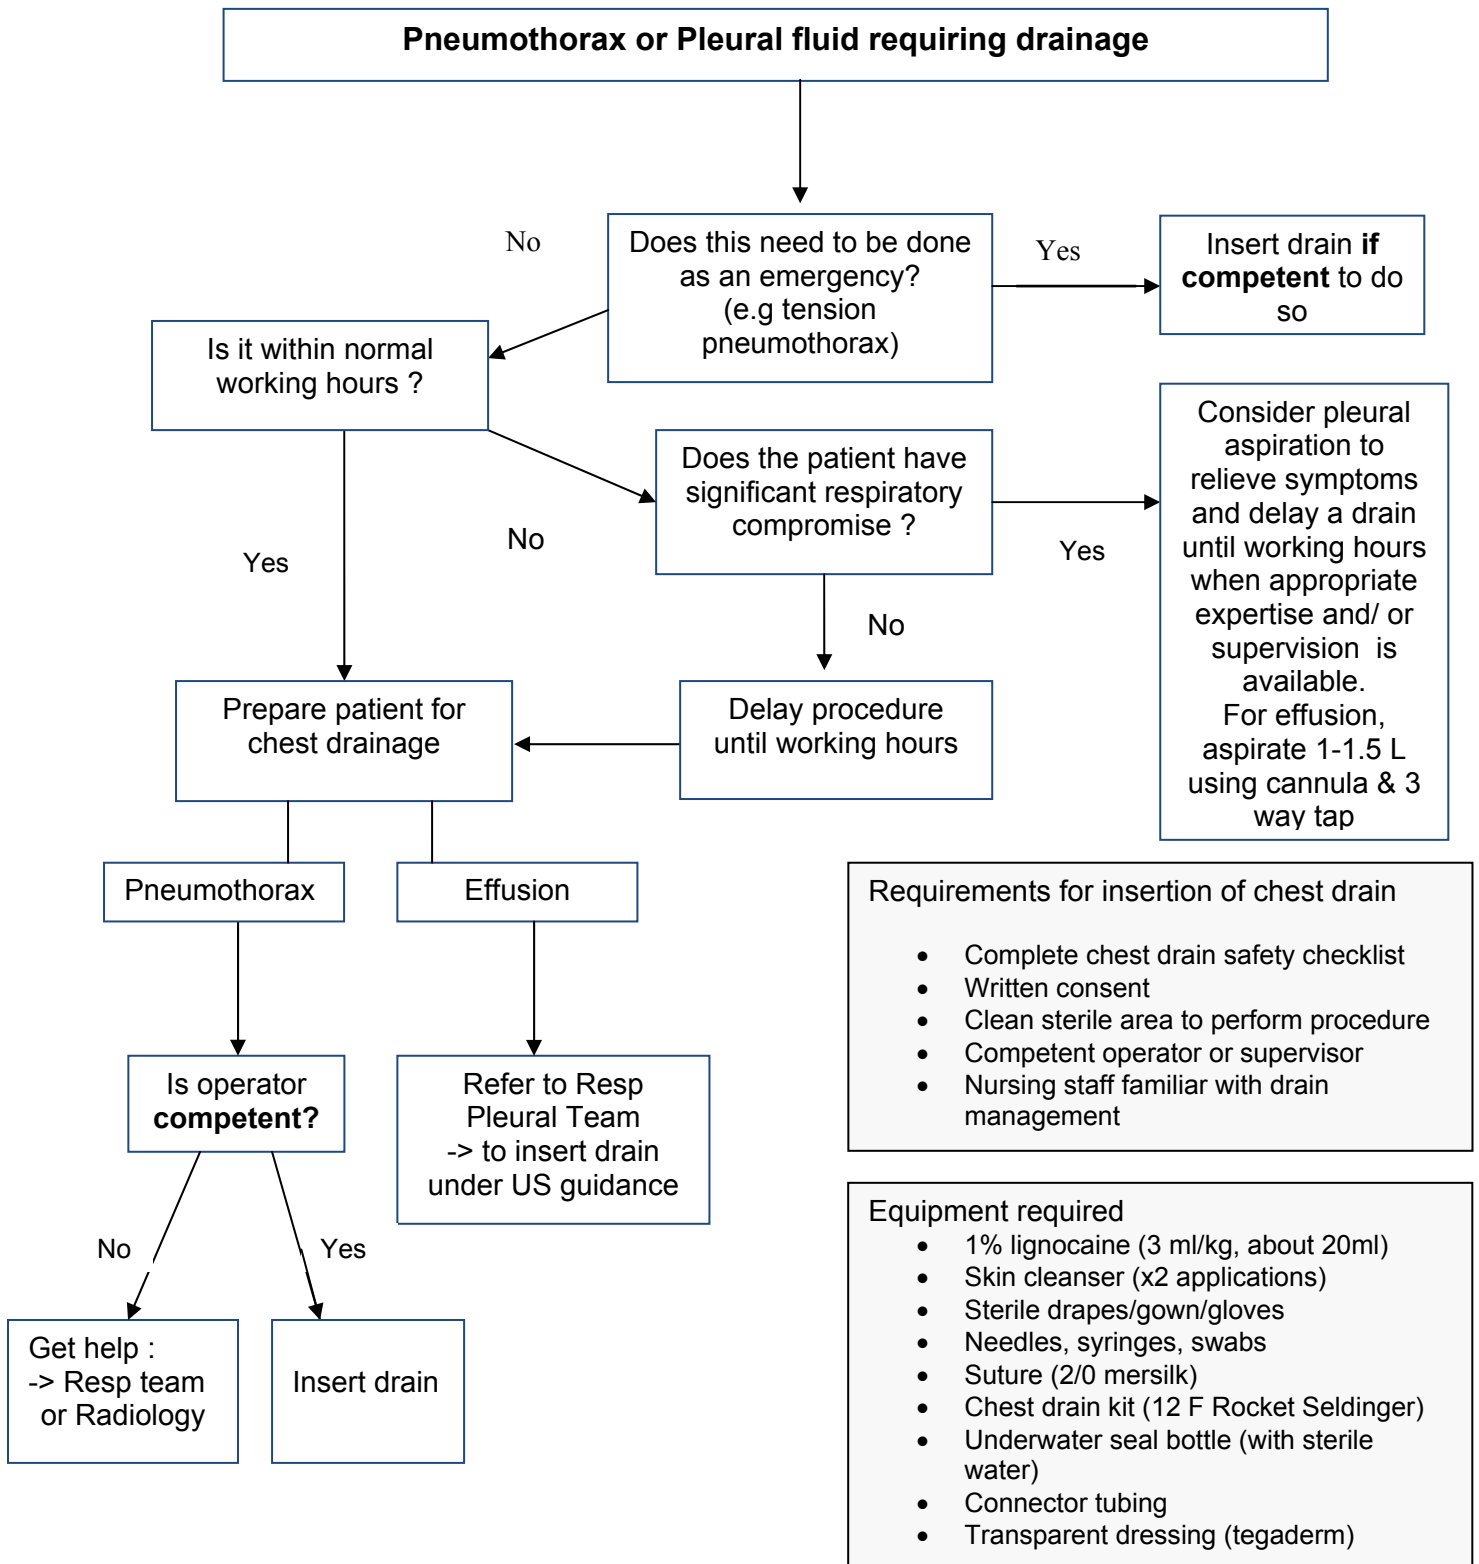 Pneumothorax or Pleural fluid requiring drainage
No
Does this need to be done
as an emergency?
(e.g tension
pneumothorax)
Yes
Insert drain if
competent to do
so
Is it within normal
working hours ?
Does the patient have
significant respiratory
compromise ?
Consider pleural
aspiration to
relieve symptoms
and delay a drain
until working hours
when appropriate
expertise and/ or
supervision is
available.
For effusion,
aspirate 1-1.5 L
using cannula & 3
way tap
Yes
No
Yes
No
Prepare patient for
chest drainage
Delay procedure
until working hours
Pneumothorax
Effusion
Is operator
competent?
Refer to Resp
Pleural Team
-> to insert drain
under US guidance
No
Yes
Get help :
-> Resp team
or Radiology
Insert drain
Requirements for insertion of chest drain
• Complete chest drain safety checklist
• Written consent
• Clean sterile area to perform procedure
• Competent operator or supervisor
• Nursing staff familiar with drain
management
Equipment required
• 1% lignocaine (3 ml/kg, about 20ml)
• Skin cleanser (x2 applications)
• Sterile drapes/gown/gloves
• Needles, syringes, swabs
• Suture (2/0 mersilk)
• Chest drain kit (12 F Rocket Seldinger)
• Underwater seal bottle (with sterile
water)
• Connector tubing
• Transparent dressing (tegaderm)